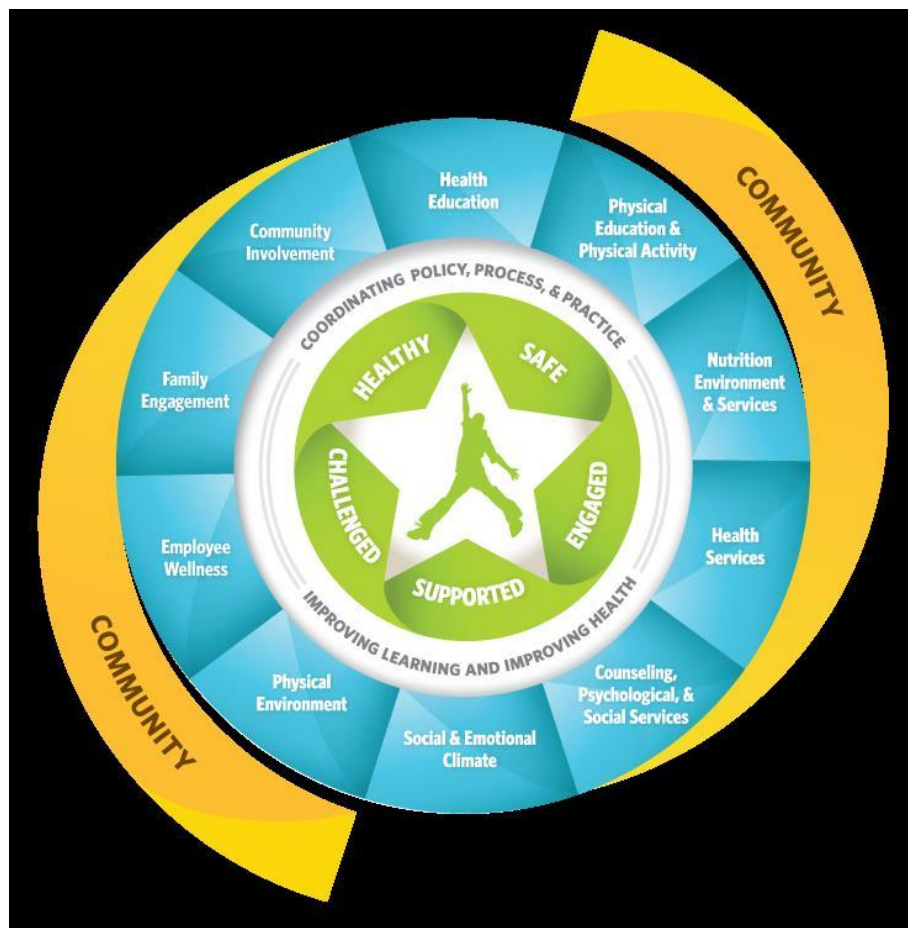 COMMUNITY
Health
Education
Physical
Education &
Physical Activity
Nutrition
Environment
& Services
Health
Services
Counseling,
Psychological, &
Social Services
Social & Emotional
Climate
Physical
Environment
Employee
Wellness
Family
Engagement
Community
Involvement
COORDINATING POLICY, PROCESS, & PRACTICE
IMPROVING LEARNING AND IMPROVING HEALTH
HEALTHY
SAFE
ENGAGED
SUPPORTED
CHALLENGED
COMMUNITY